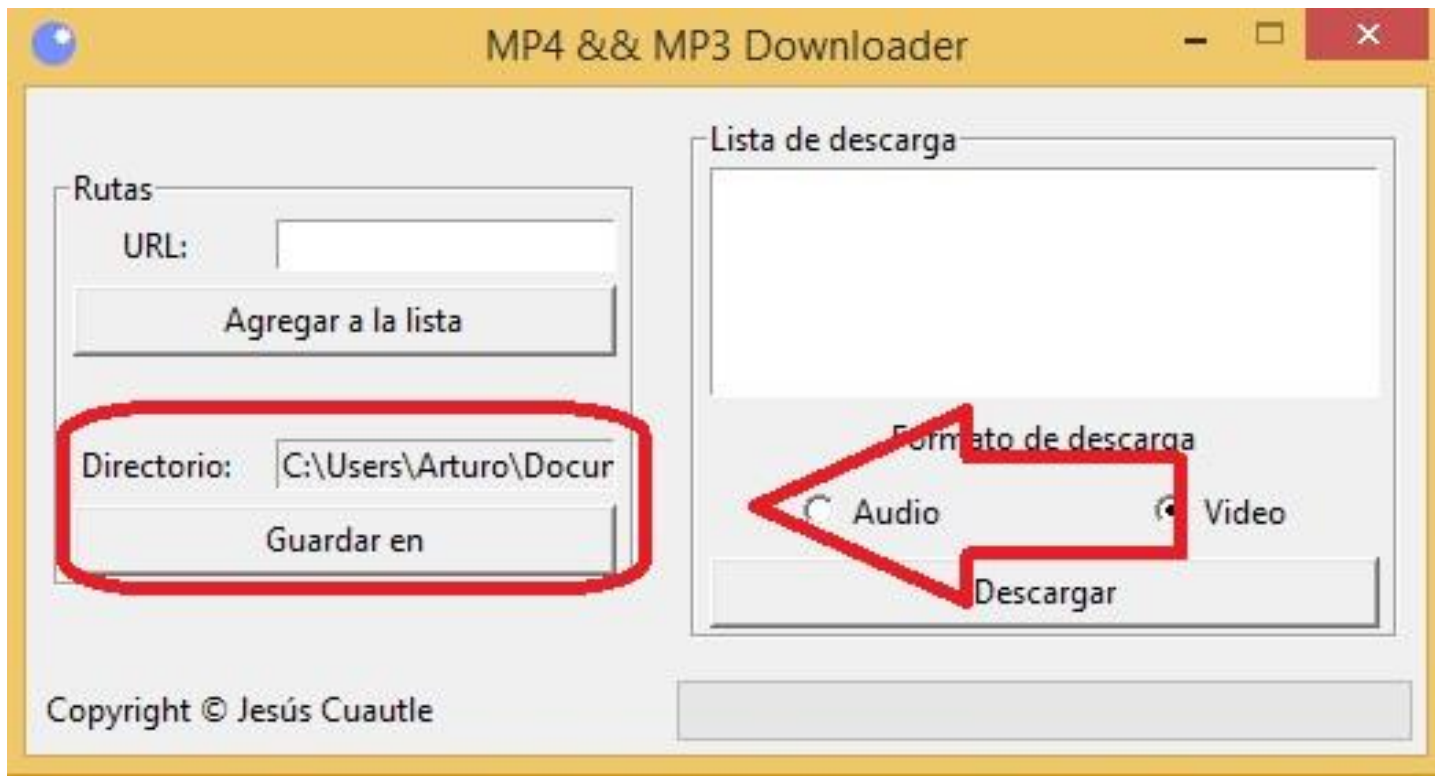 MP4 && MP3 Downloader
Rutas
URL:
Agregar a la lista
Directorio: C:\Users\Arturo\Docur
Guardar en
Lista de descarga
Formato de descarga
Audio Video
Descargar
Copyright © Jesús Cuautle